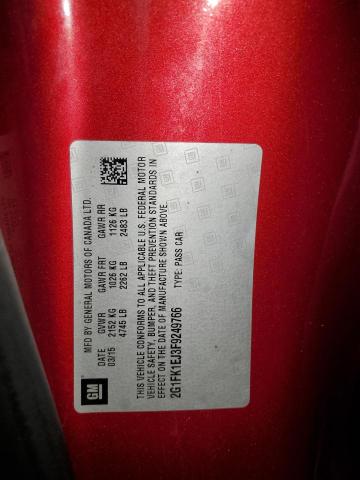 GM
MFD BY GENERAL MOTORS OF CANADA LTD.
DATE GVWR GAWR FRT GAWR RR
03/15 2152 KG 1026 KG 1126 KG
4745 LB 2262 LB 2483 LB
THIS VEHICLE CONFORMS TO ALL APPLICABLE U.S. FEDERAL MOTOR
VEHICLE SAFETY, BUMPER, AND THEFT PREVENTION STANDARDS IN
EFFECT ON THE DATE OF MANUFACTURE SHOWN ABOVE.
2G1FK1EJ3F9249766 TYPE: PASS CAR